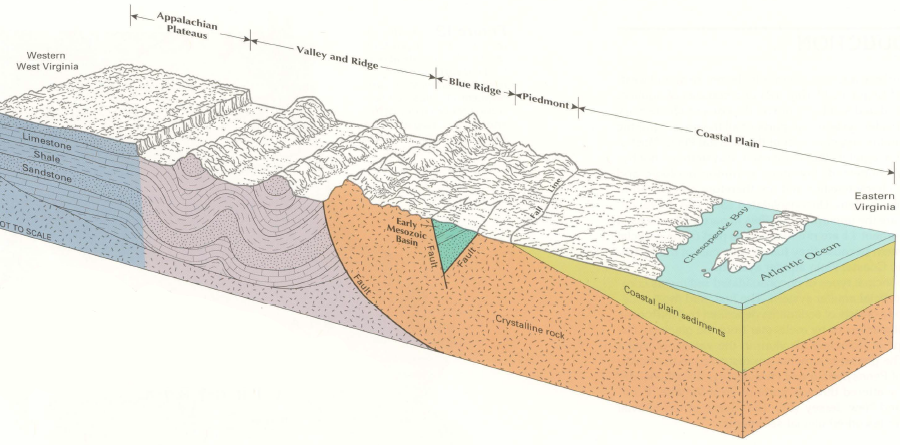 Appalachian
Plateaus
Valley and Ridge
Blue Ridge
Piedmont
Coastal Plain
Western
West Virginia
Eastern
Virginia
Limestone
Shale
Sandstone
OT TO SCALE
Early
Mesozoic
Basin
Fault
Fault
Fault
Fall Line
Chesapeake Bay
Atlantic Ocean
Coastal plain sediments
Crystalline rock